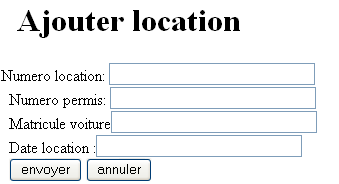 Ajouter location
Numero location:
Numero permis:
Matricule voiture
Date location :
envoyer annuler